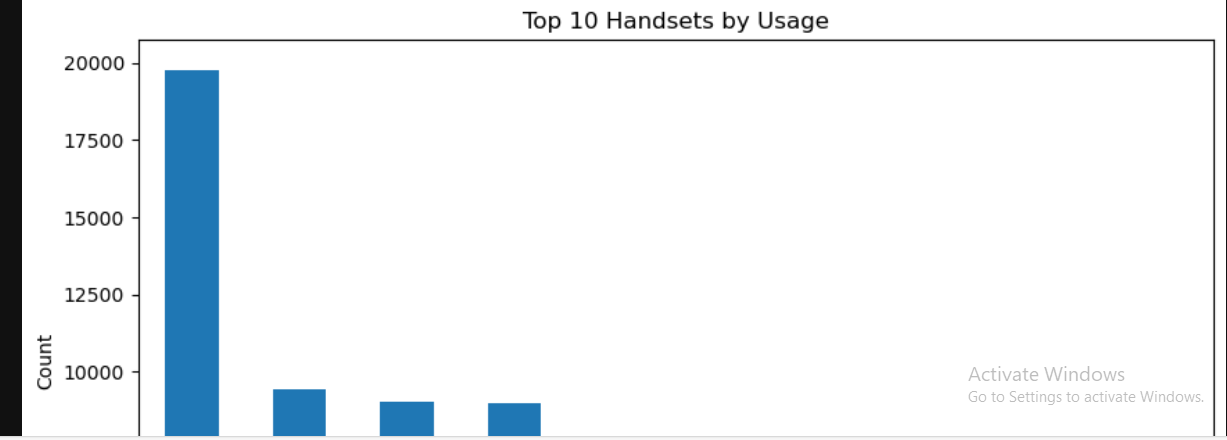 Top 10 Handsets by Usage
20000
17500
15000
12500
10000
Count
Activate Windows
Go to Settings to activate Windows.